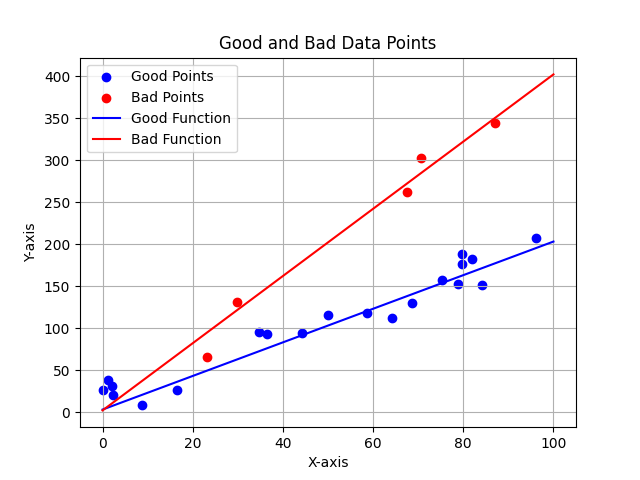 Good and Bad Data Points
Good Points
Bad Points
Good Function
Bad Function
400
350
300
250
200
150
100
50
0
Y-axis
0 20 40 60 80 100
X-axis